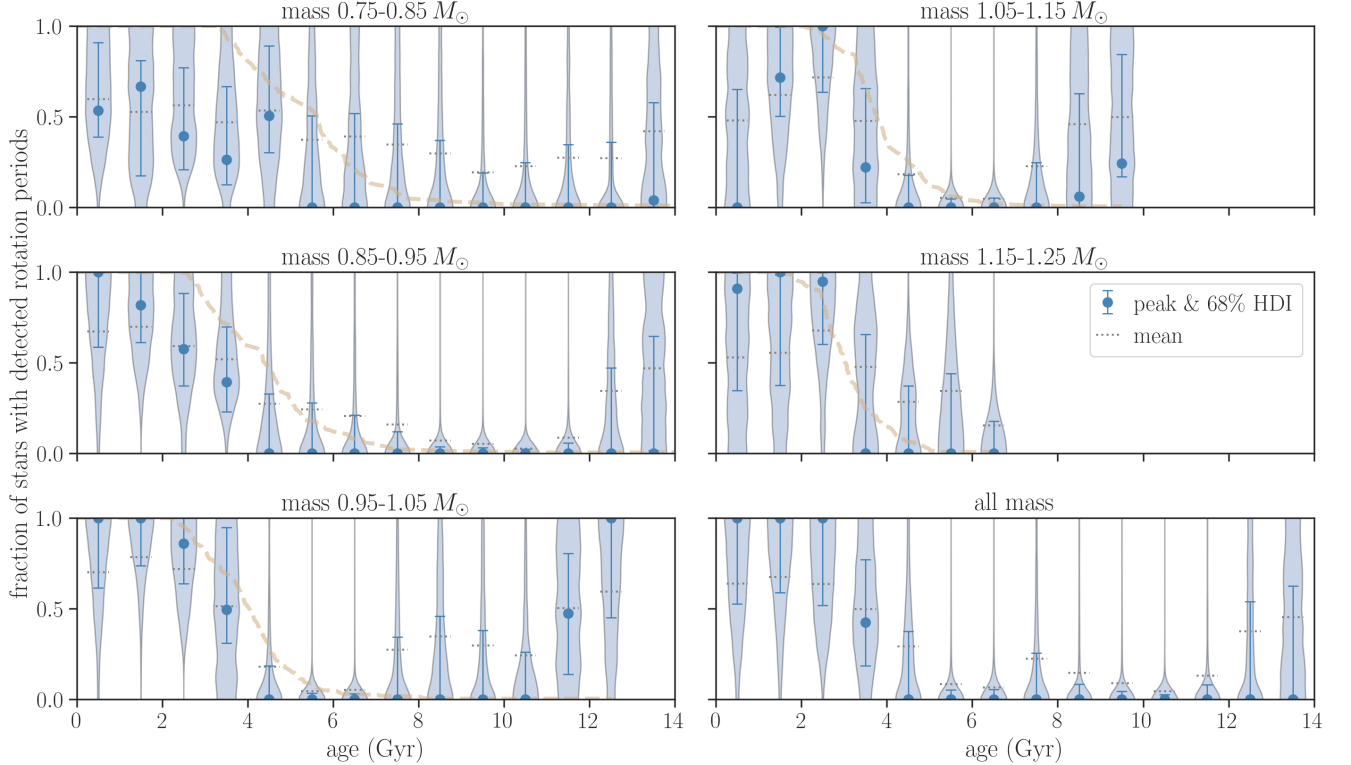 mass 0.75-0.85 M☉
mass 1.05-1.15 M☉
1.0
0.5
0.0
mass 0.85-0.95 M☉
mass 1.15-1.25 M☉
1.0
0.5
0.0
peak & 68% HDI
mean
mass 0.95-1.05 M☉
all mass
1.0
0.5
0.0
0 2 4 6 8 10 12 14
0 2 4 6 8 10 12 14
age (Gyr)
age (Gyr)
fraction of stars with detected rotation periods